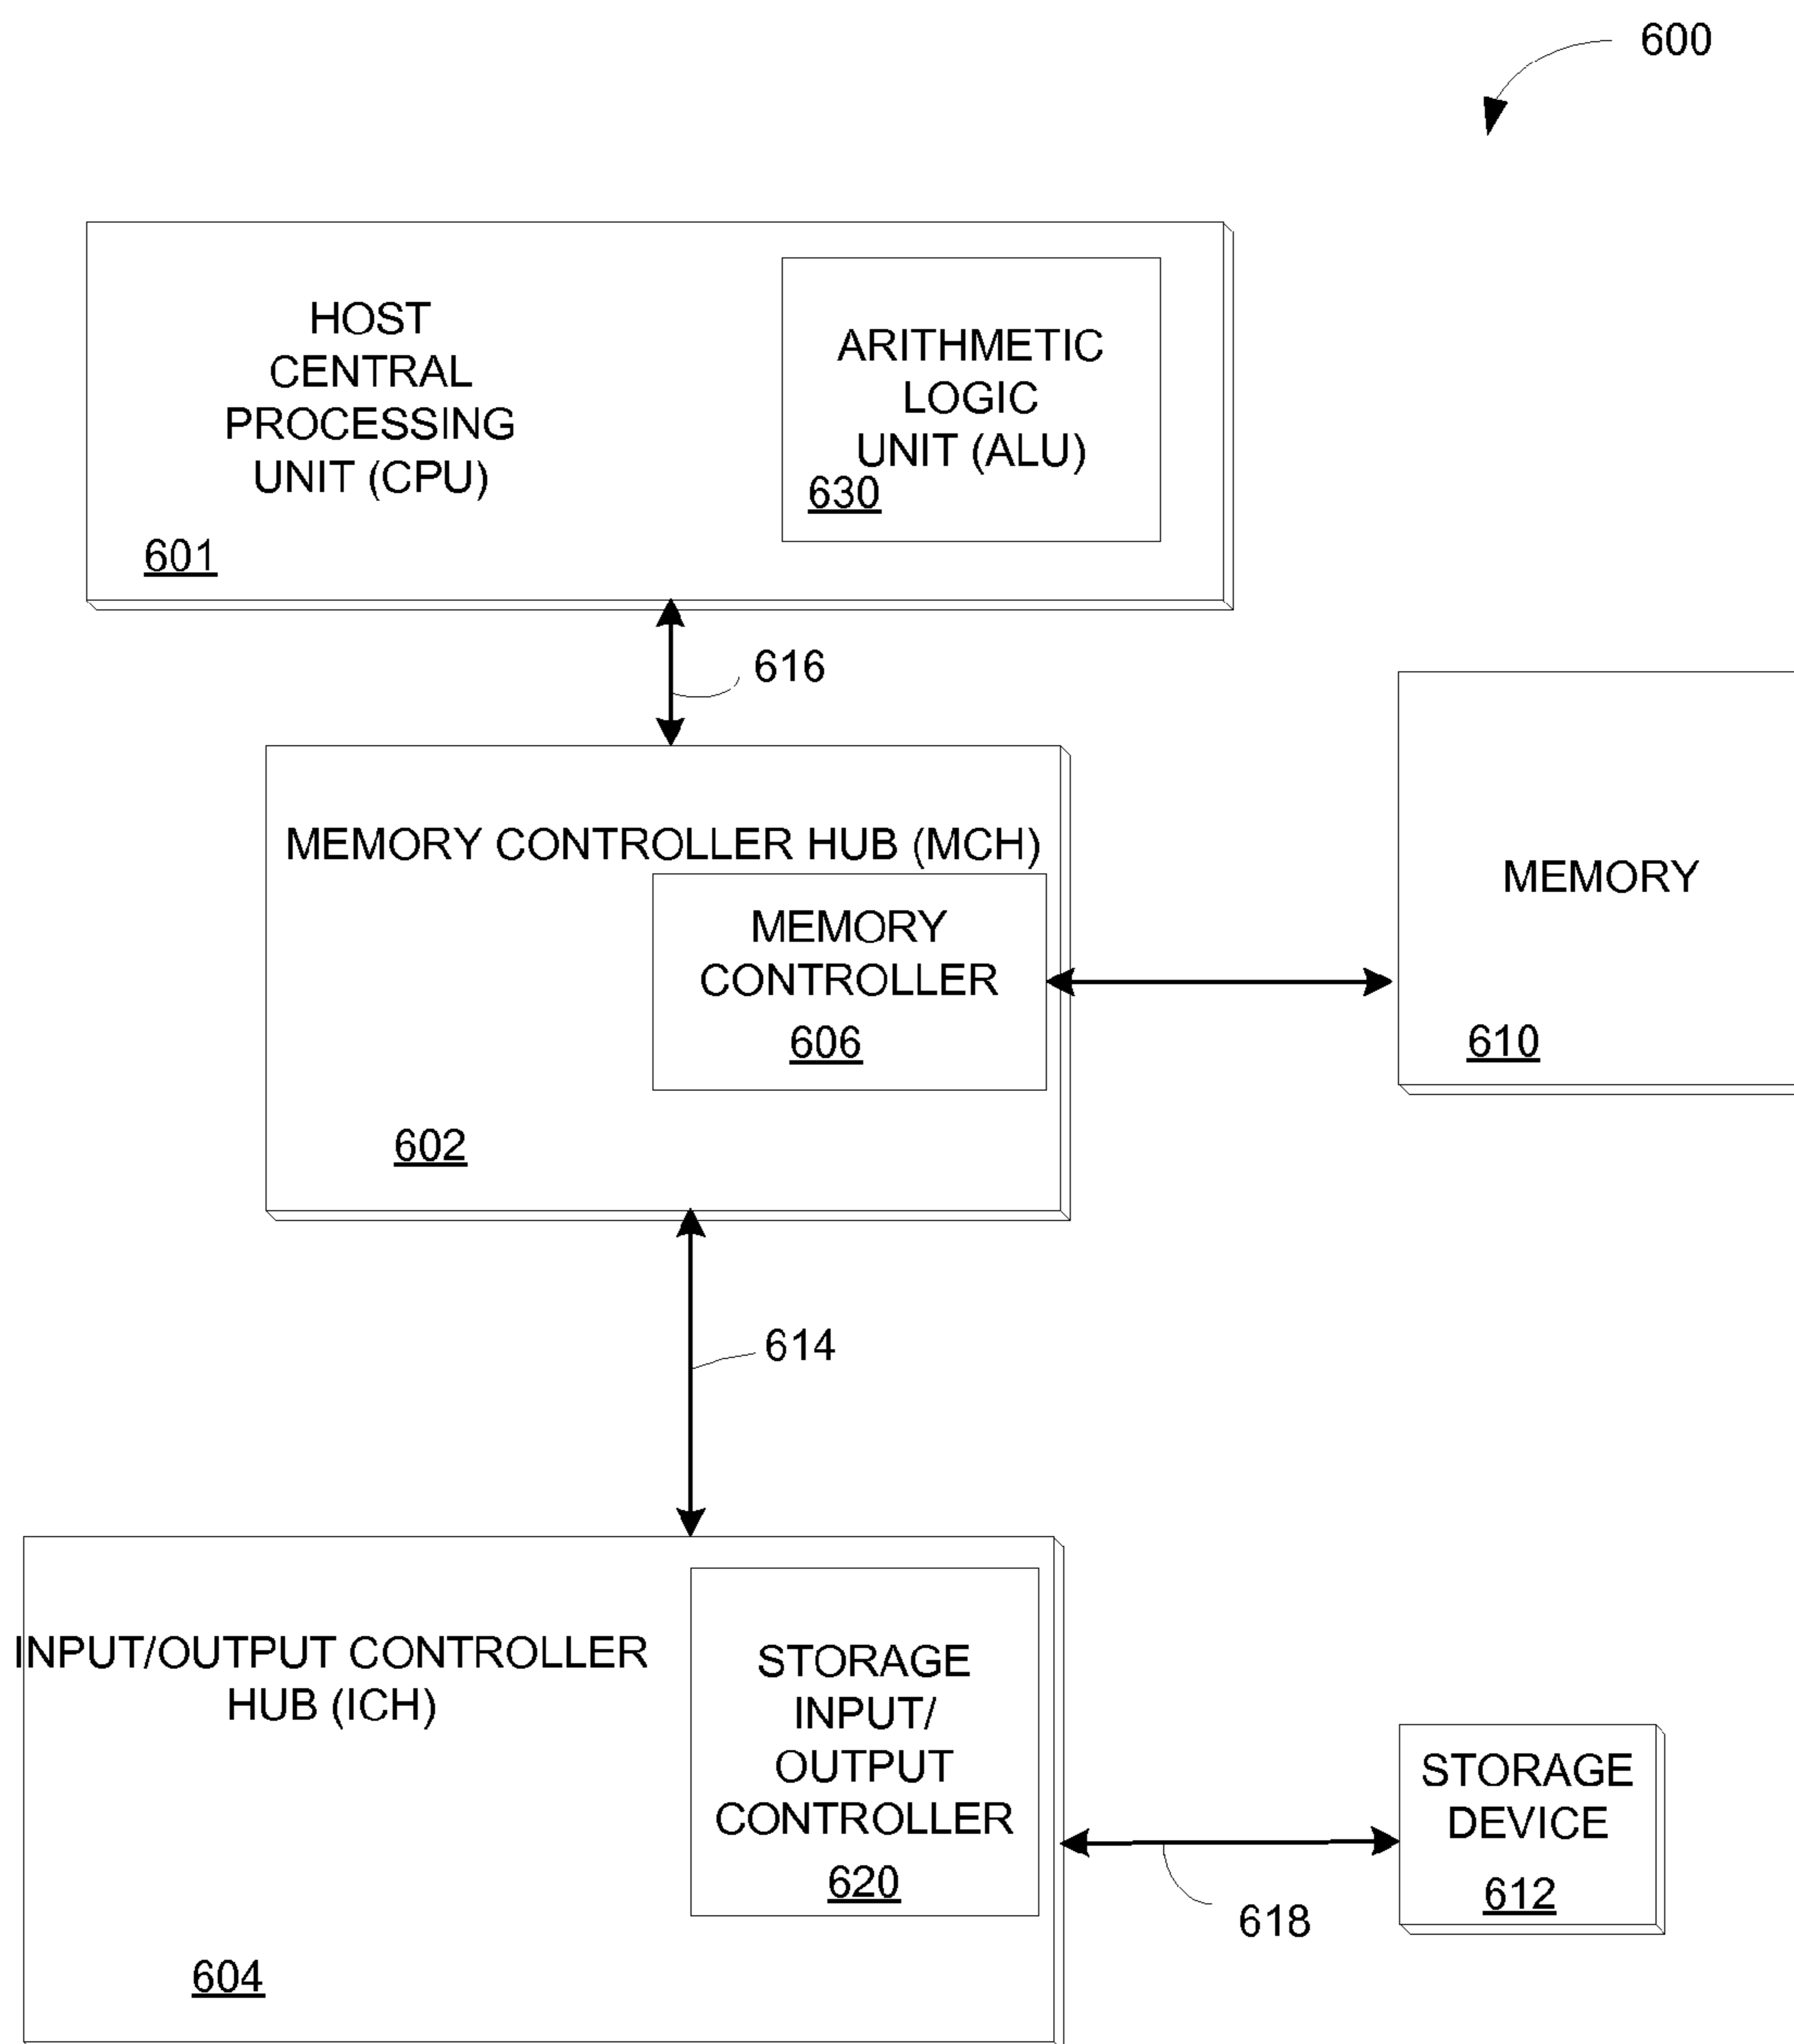 600
HOST
CENTRAL
PROCESSING
UNIT (CPU)
601
ARITHMETIC
LOGIC
UNIT (ALU)
630
616
MEMORY CONTROLLER HUB (MCH)
MEMORY
CONTROLLER
606
602
MEMORY
610
614
INPUT/OUTPUT CONTROLLER
HUB (ICH)
604
STORAGE
INPUT/
OUTPUT
CONTROLLER
620
618
STORAGE
DEVICE
612